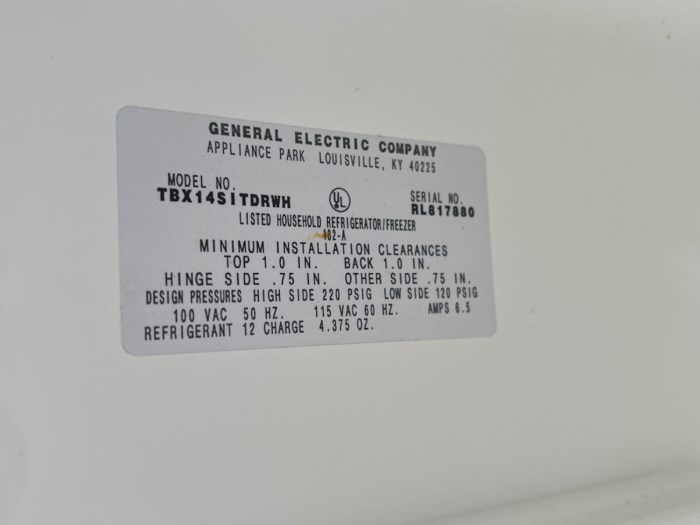 GENERAL ELECTRIC COMPANY
APPLIANCE PARK LOUISVILLE, KY 40225
MODEL NO.
TBX14SITDRWH
UL
SERIAL NO.
RL817880
LISTED HOUSEHOLD REFRIGERATOR/FREEZER
162-A
MINIMUM INSTALLATION CLEARANCES
TOP 1.0 IN. BACK 1.0 IN.
HINGE SIDE .75 IN. OTHER SIDE .75 IN.
DESIGN PRESSURES HIGH SIDE 220 PSIG LOW SIDE 120 PSIG
100 VAC 50 HZ. 115 VAC 60 HZ. AMPS 6.5
REFRIGERANT 12 CHARGE 4.375 OZ.